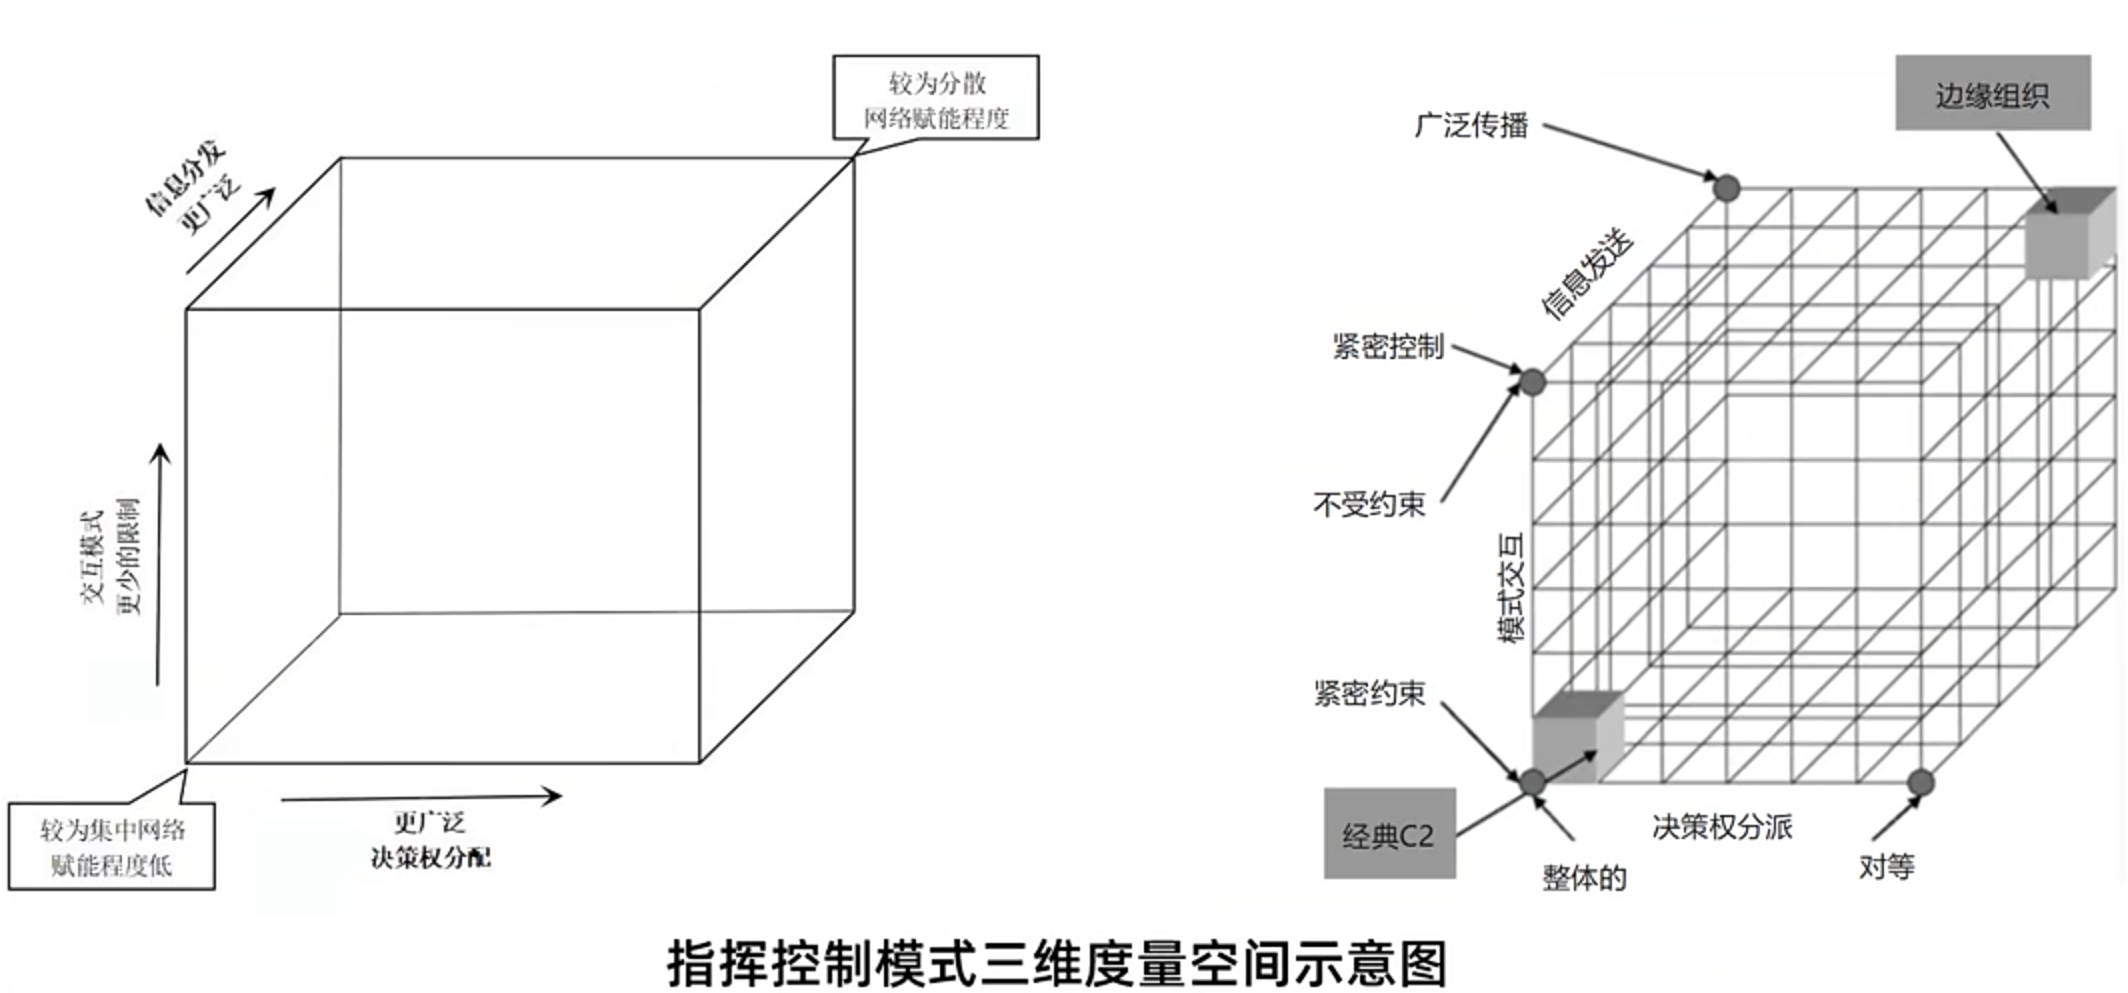 较为分散
网络赋能程度
信息分发
更广泛
交互模式
更少的限制
较为集中网络
赋能程度低
更广泛
决策权分配
边缘组织
广泛传播
信息发送
紧密控制
不受约束
模式交互
紧密约束
经典C2
整体的
决策权分派
对等
指挥控制模式三维度量空间示意图